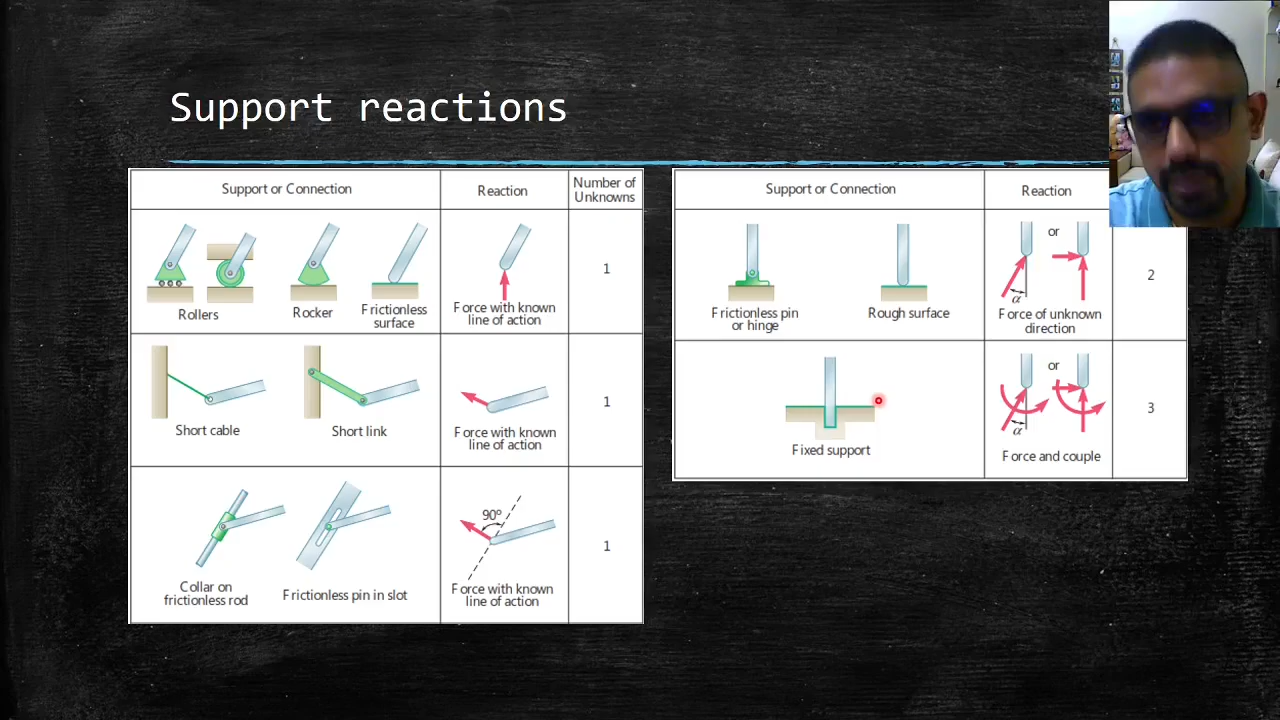 Support reactions
Support or Connection
Reaction
Number of
Unknowns
Rollers
Rocker
Frictionless
surface
Force with known
line of action
1
Short cable
Short link
Force with known
line of action
1
Collar on
frictionless rod
Frictionless pin in slot
90º
Force with known
line of action
1
Support or Connection
Reaction
Frictionless pin
or hinge
Rough surface
or
α
Force of unknown
direction
2
Fixed support
or
α
Force and couple
3